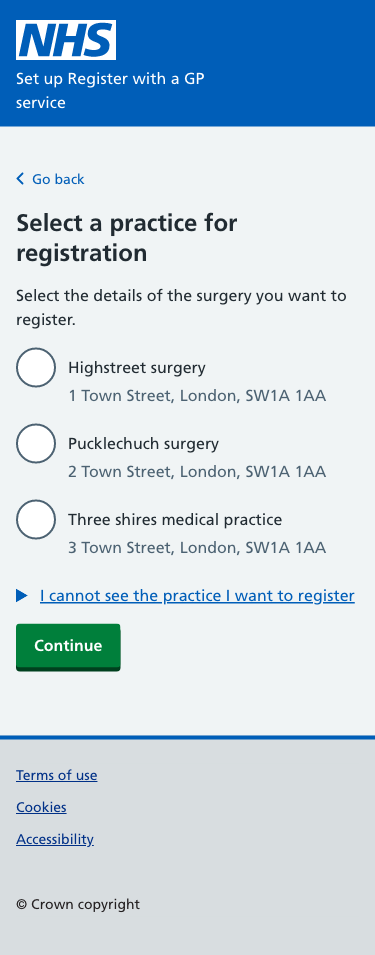 NHS
Set up Register with a GP
service
Go back
Select a practice for
registration
Select the details of the surgery you want to
register.
Highstreet surgery
1 Town Street, London, SW1A 1AA
Pucklechuch surgery
2 Town Street, London, SW1A 1AA
Three shires medical practice
3 Town Street, London, SW1A 1AA
I cannot see the practice I want to register
Continue
Terms of use
Cookies
Accessibility
© Crown copyright